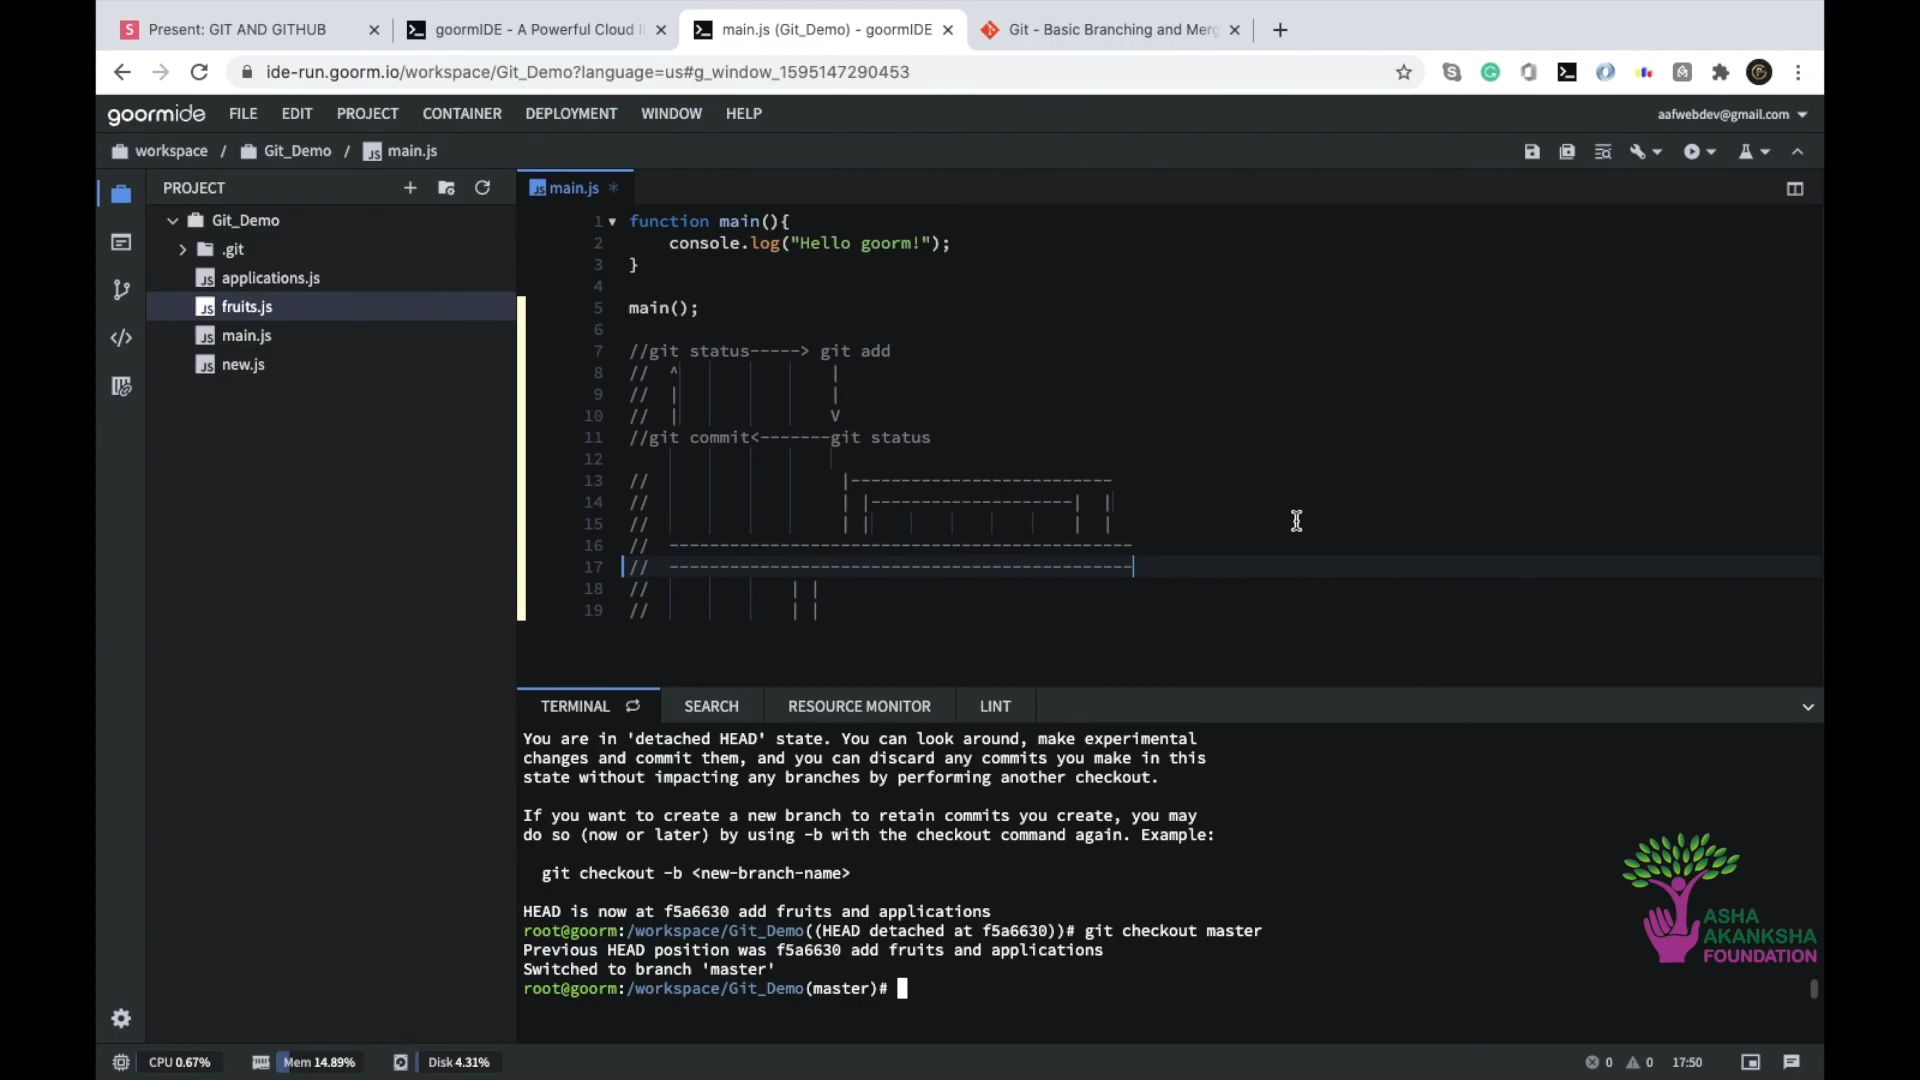 S Present: GIT AND GITHUB
goormIDE - A Powerful Cloud I
main.js (Git_Demo) - goormIDE
Git - Basic Branching and Merg
ide-run.goorm.io/workspace/Git_Demo?language=us#g_window_1595147290453
goormide FILE EDIT PROJECT CONTAINER DEPLOYMENT WINDOW HELP aafwebdev@gmail.com
workspace / Git_Demo / JS main.js
PROJECT
Git_Demo
.git
JS applications.js
JS fruits.js
JS main.js
JS new.js
JS main.js *
1 function main(){
2 console.log("Hello goorm!");
3 }
4
5 main();
6
7 //git status-----> git add
8 // ^ |
9 // | |
10 // | V
11 //git commit<-------git status
12
13 // |--------------------------
14 // | |--------------------| |
15 // | | | |
16 // ----------------------------------------------
17 // ----------------------------------------------
18 // | |
19 // | |
TERMINAL SEARCH RESOURCE MONITOR LINT
You are in 'detached HEAD' state. You can look around, make experimental
changes and commit them, and you can discard any commits you make in this
state without impacting any branches by performing another checkout.
If you want to create a new branch to retain commits you create, you may
do so (now or later) by using -b with the checkout command again. Example:
git checkout -b <new-branch-name>
HEAD is now at f5a6630 add fruits and applications
root@goorm:/workspace/Git_Demo((HEAD detached at f5a6630))# git checkout master
Previous HEAD position was f5a6630 add fruits and applications
Switched to branch 'master'
root@goorm:/workspace/Git_Demo(master)#
ASHA
AKANKSHA
FOUNDATION
CPU 0.67% Mem 14.89% Disk 4.31% 0 0 17:50